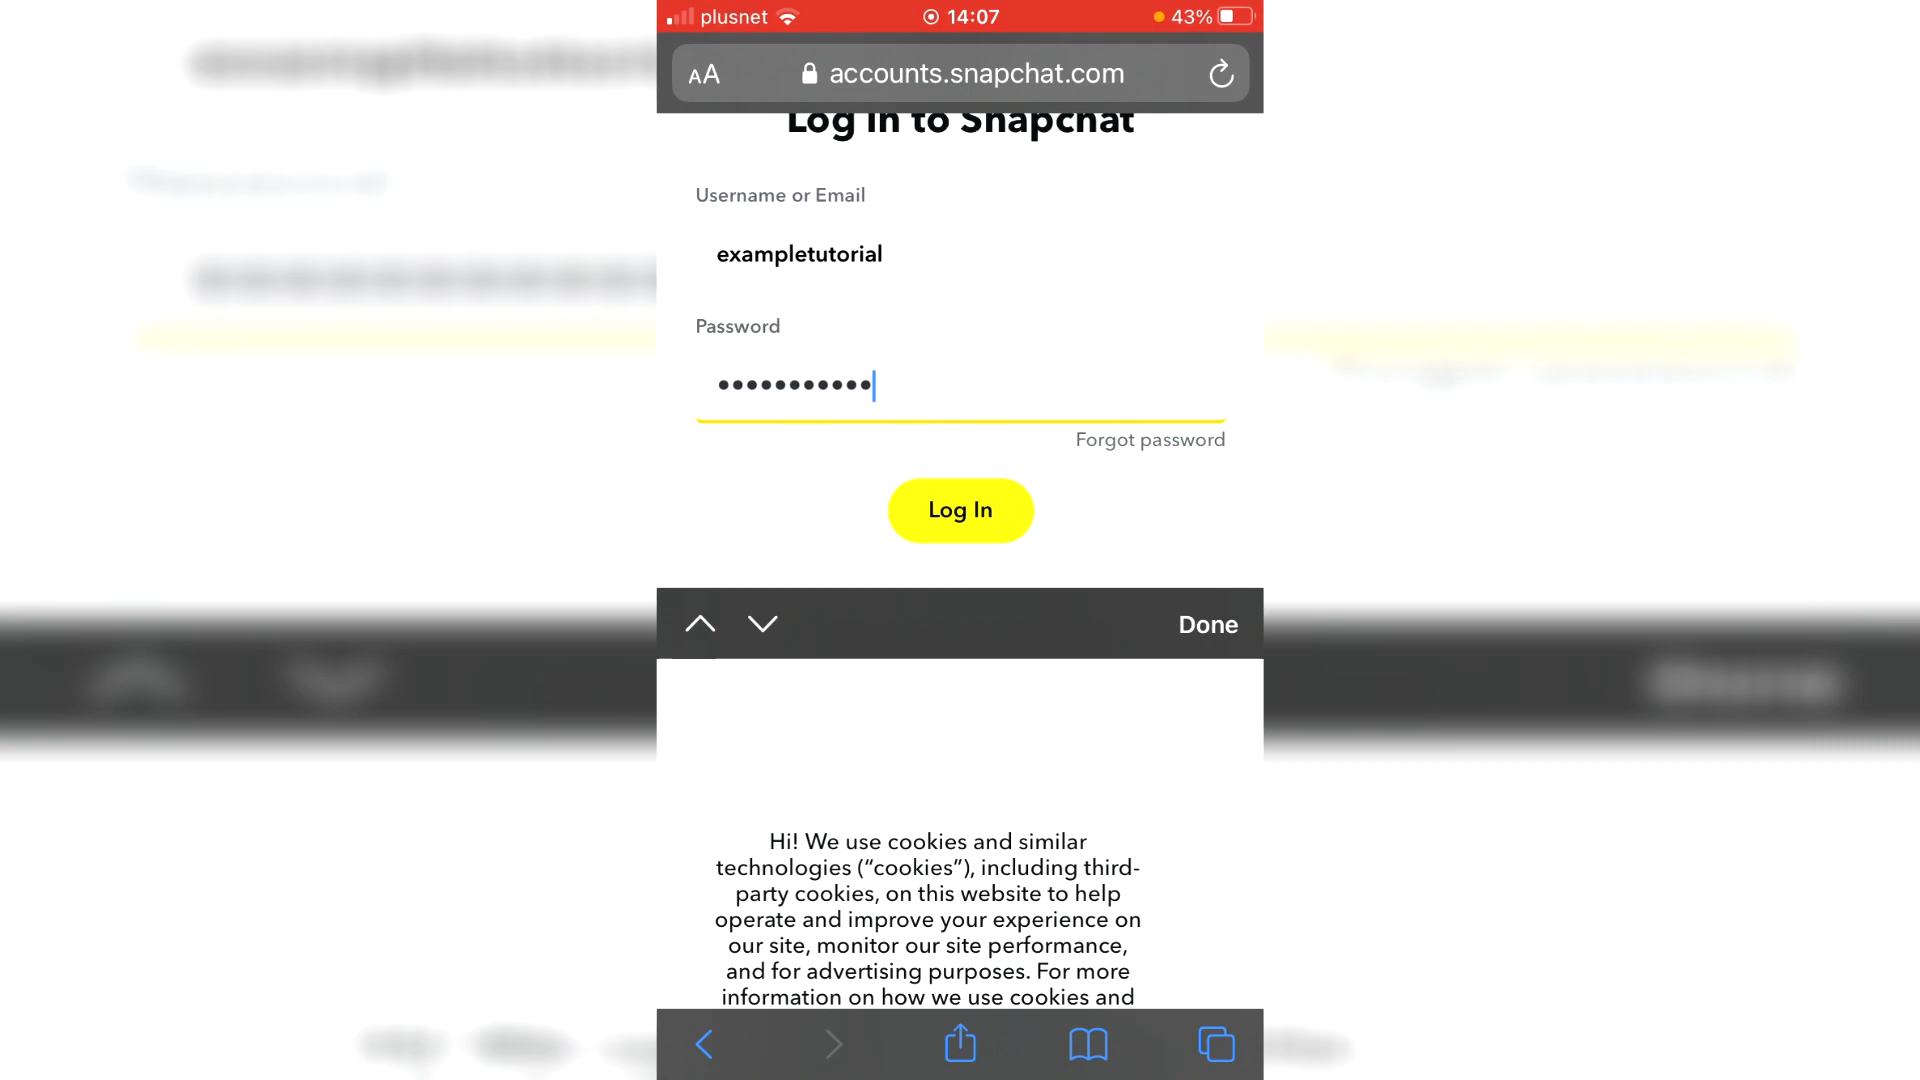 plusnet 14:07 43%
AA accounts.snapchat.com
Log In to Snapchat
Username or Email
exampletutorial
Password
•••••••••••
Forgot password
Log In
Done
Hi! We use cookies and similar
technologies (“cookies”), including third-
party cookies, on this website to help
operate and improve your experience on
our site, monitor our site performance,
and for advertising purposes. For more
information on how we use cookies and